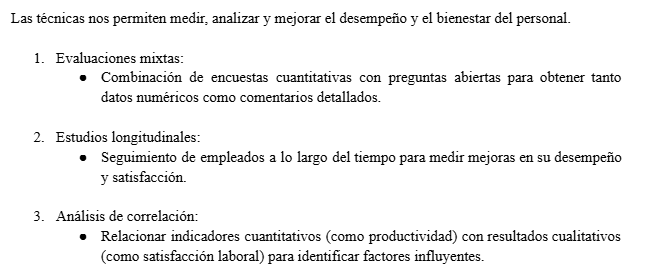 Las técnicas nos permiten medir, analizar y mejorar el desempeño y el bienestar del personal.
1. Evaluaciones mixtas:
● Combinación de encuestas cuantitativas con preguntas abiertas para obtener tanto
datos numéricos como comentarios detallados.
2. Estudios longitudinales:
● Seguimiento de empleados a lo largo del tiempo para medir mejoras en su desempeño
y satisfacción.
3. Análisis de correlación:
● Relacionar indicadores cuantitativos (como productividad) con resultados cualitativos
(como satisfacción laboral) para identificar factores influyentes.